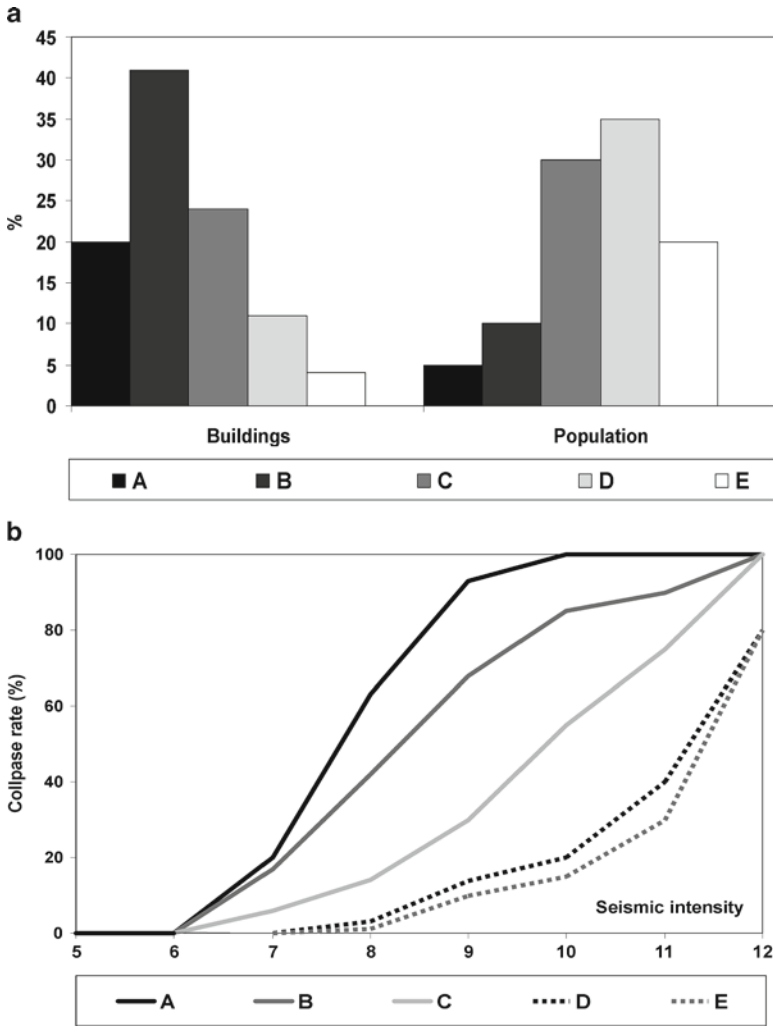 a
45
40
35
30
25
20
15
10
5
0
%
Buildings Population
A B C D E
b
100
80
60
40
20
0
Collpase rate (%)
Seismic intensity
5 6 7 8 9 10 11 12
A B C D E